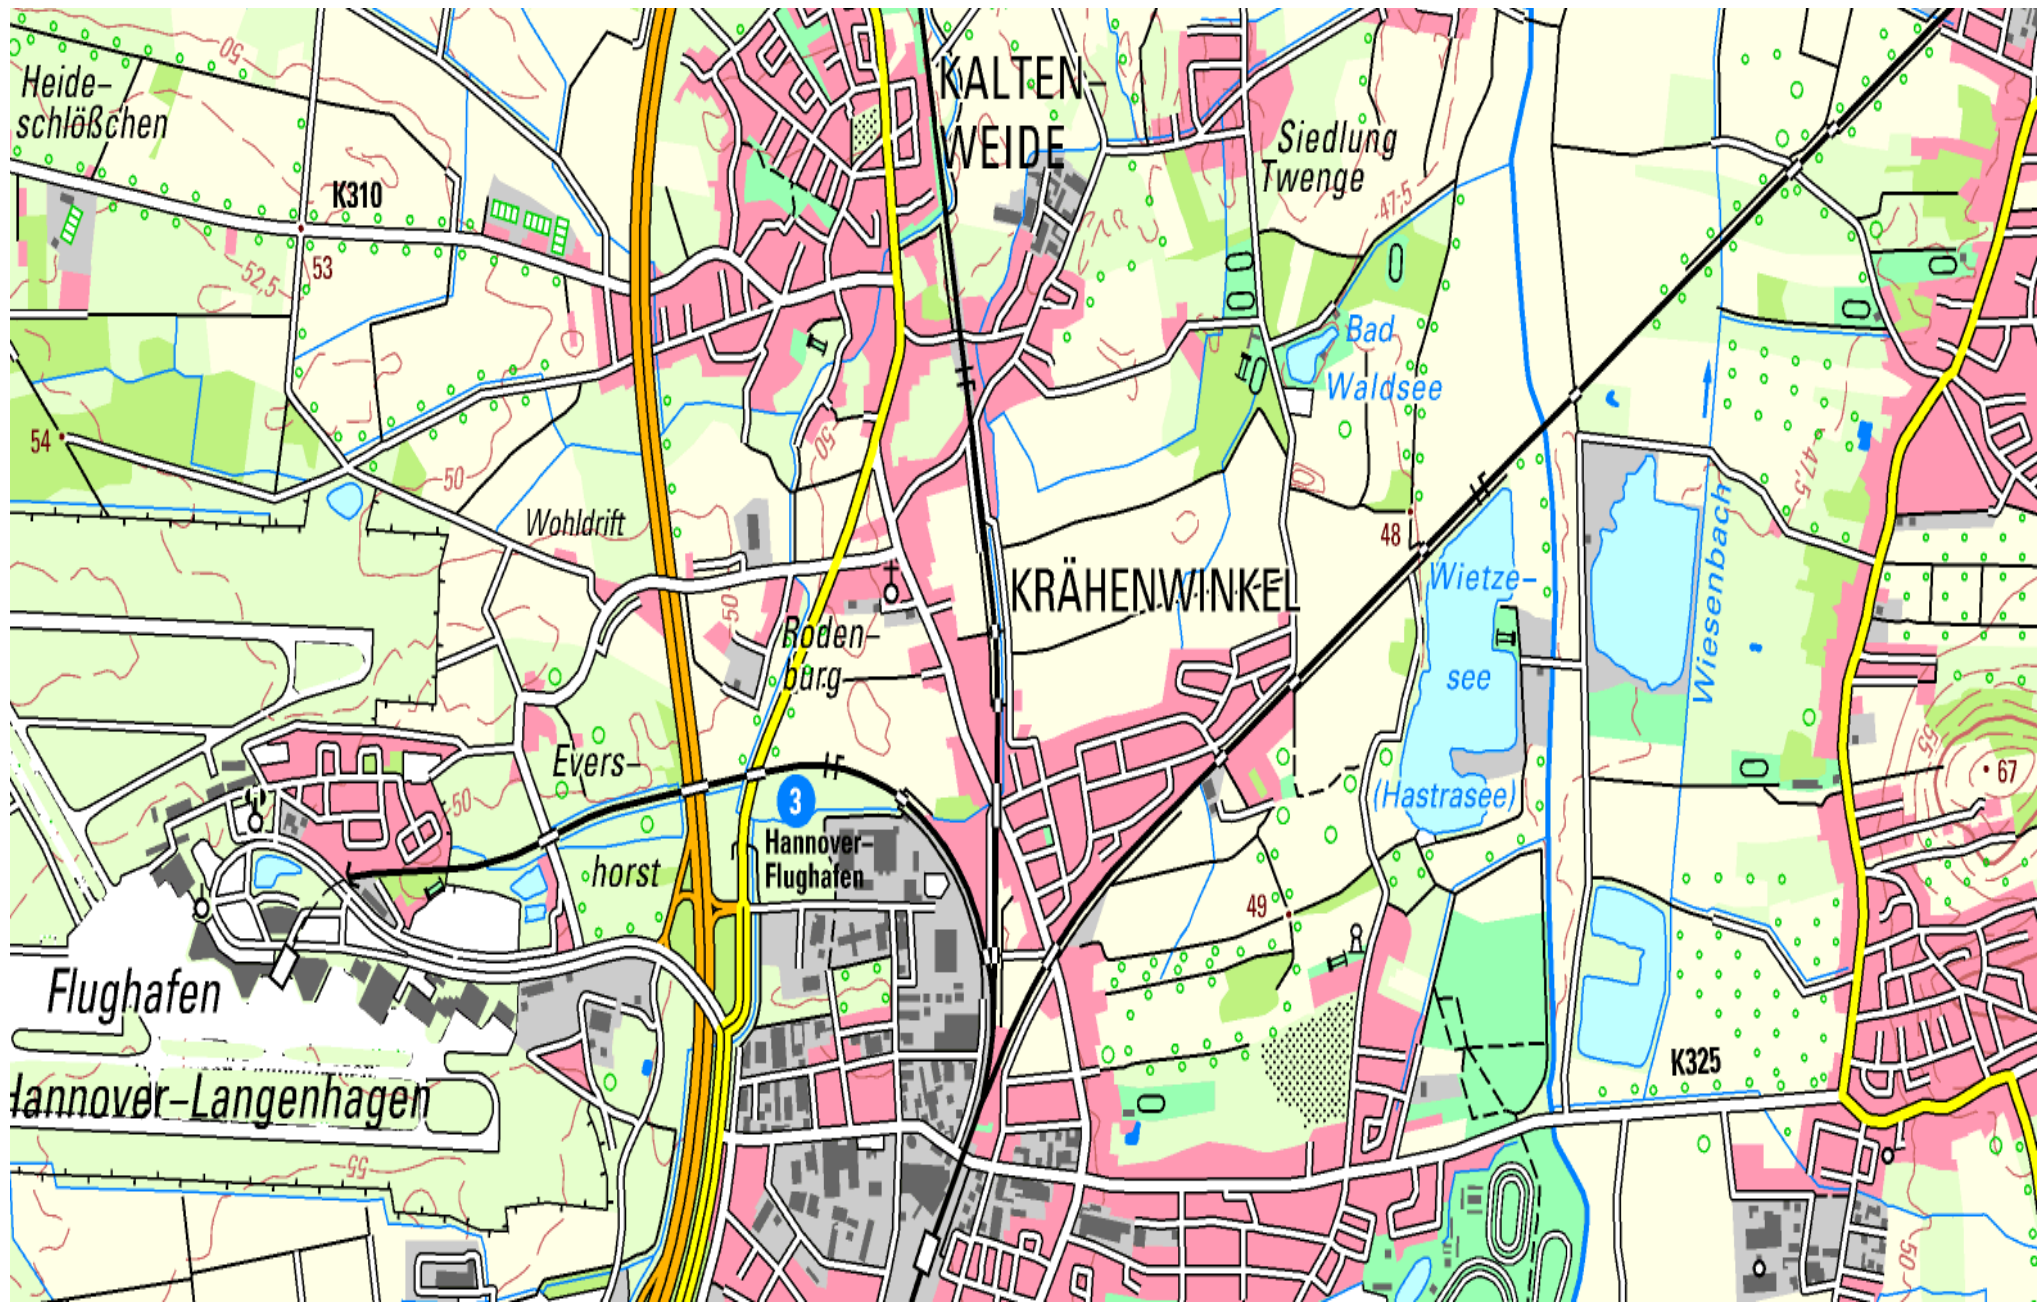 50
Heide–
schlößchen
K310
53
52,5
KALTEN–
WEIDE
Siedlung
Twenge
47,5
Bad
Waldsee
54
50
50
Wohldrift
50
Boden–
burg
KRÄHENWINKEL
48
Wietze–
see
(Hastrasee)
Wiesenbach
47,5
55
67
Evers–
horst
50
3
Hannover–
Flughafen
49
Flughafen
Hannover–Langenhagen
55
K325
50